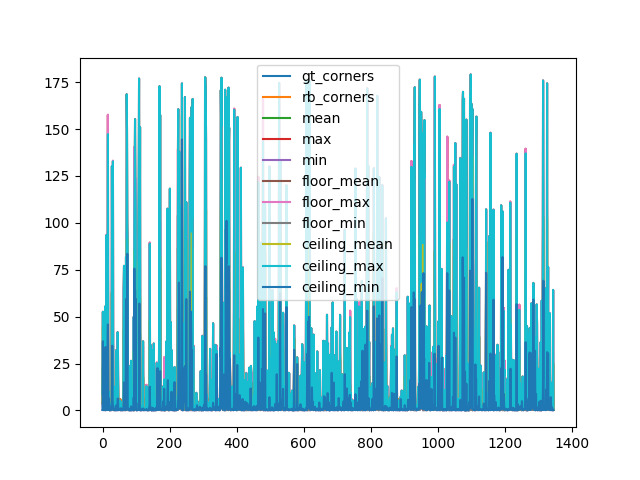 175
150
125
100
75
50
25
0
0
200
400
600
800
1000
1200
1400
gt_corners
rb_corners
mean
max
min
floor_mean
floor_max
floor_min
ceiling_mean
ceiling_max
ceiling_min